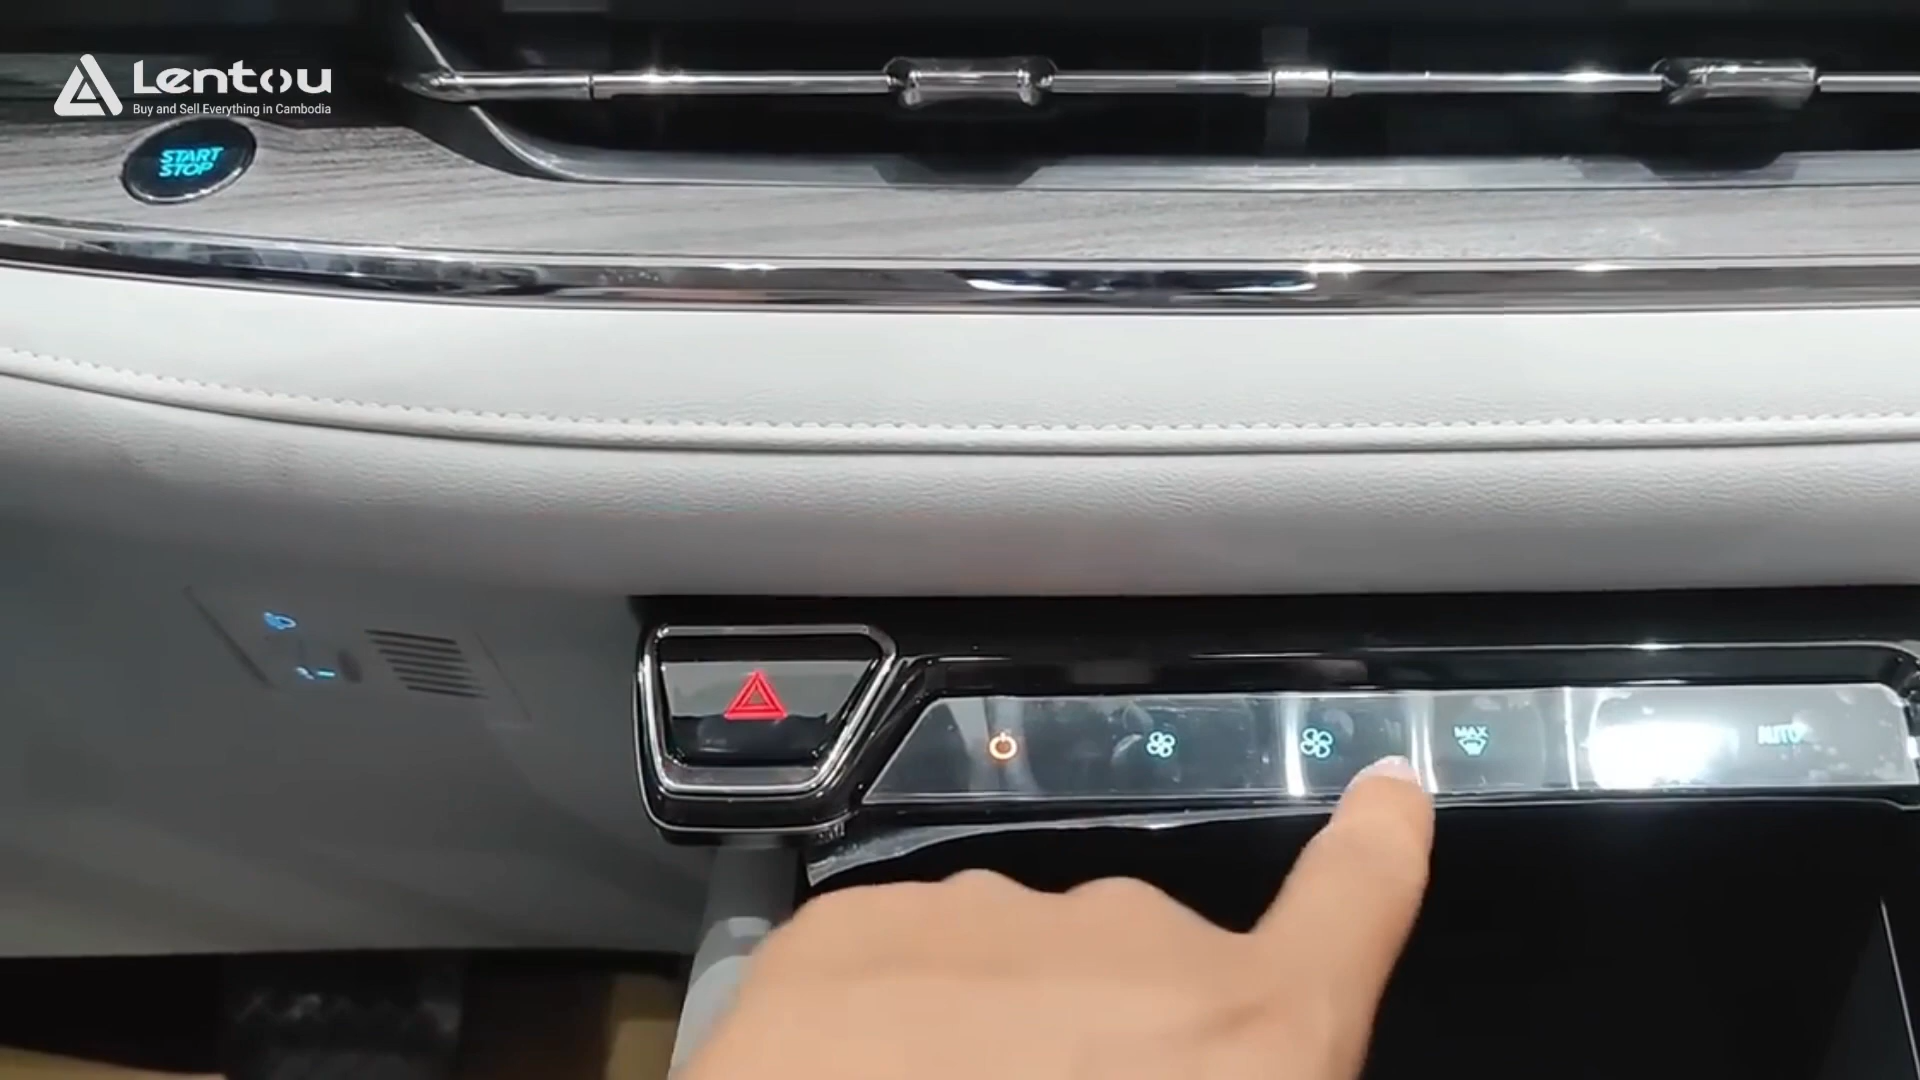 Lentou
Buy and Sell Everything in Cambodia
START
STOP
MAX
AUTO